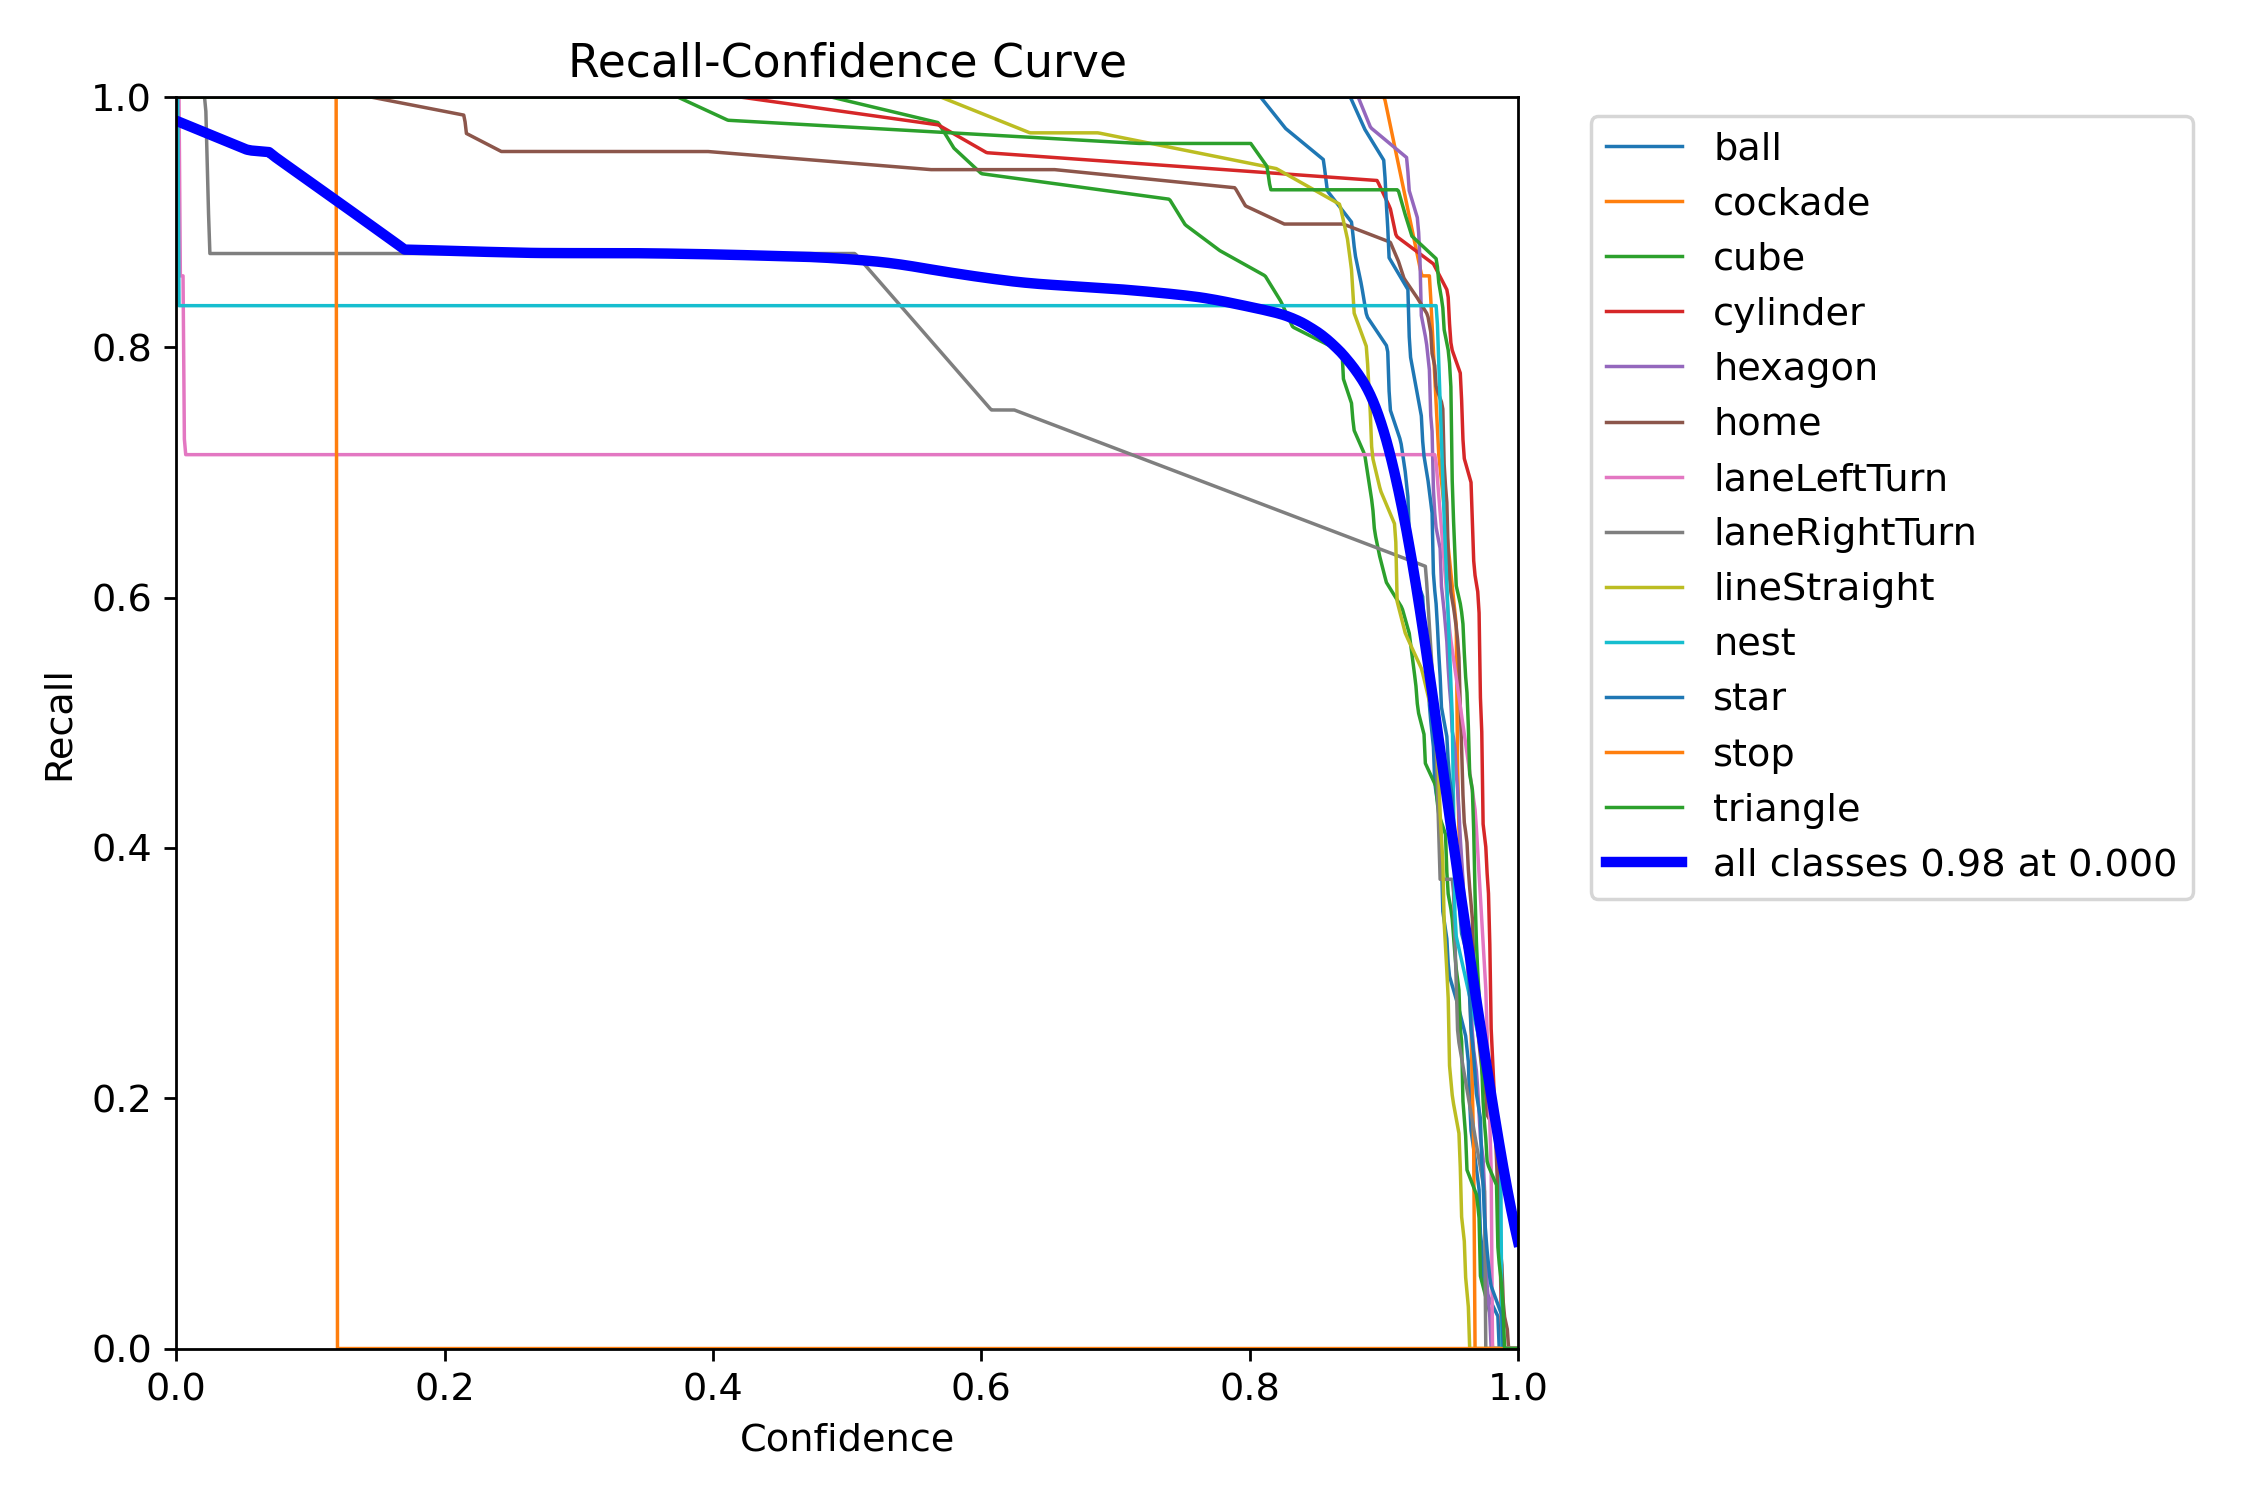 Recall-Confidence Curve
1.0
0.8
0.6
0.4
0.2
0.0
Recall
0.0 0.2 0.4 0.6 0.8 1.0
Confidence
ball
cockade
cube
cylinder
hexagon
home
laneLeftTurn
laneRightTurn
lineStraight
nest
star
stop
triangle
all classes 0.98 at 0.000